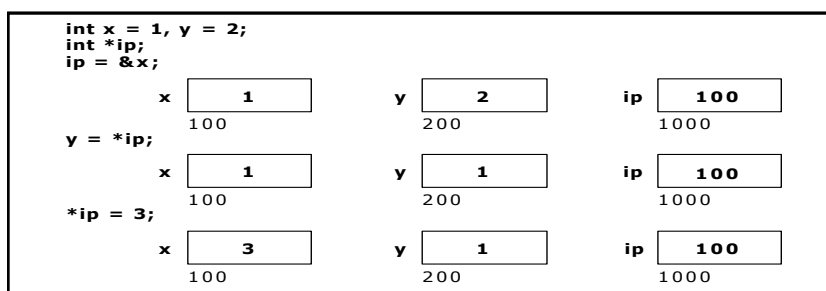 int x = 1, y = 2;
int *ip;
ip = &x;
x 1 y 2 ip 100
100 200 1000
y = *ip;
x 1 y 1 ip 100
100 200 1000
*ip = 3;
x 3 y 1 ip 100
100 200 1000